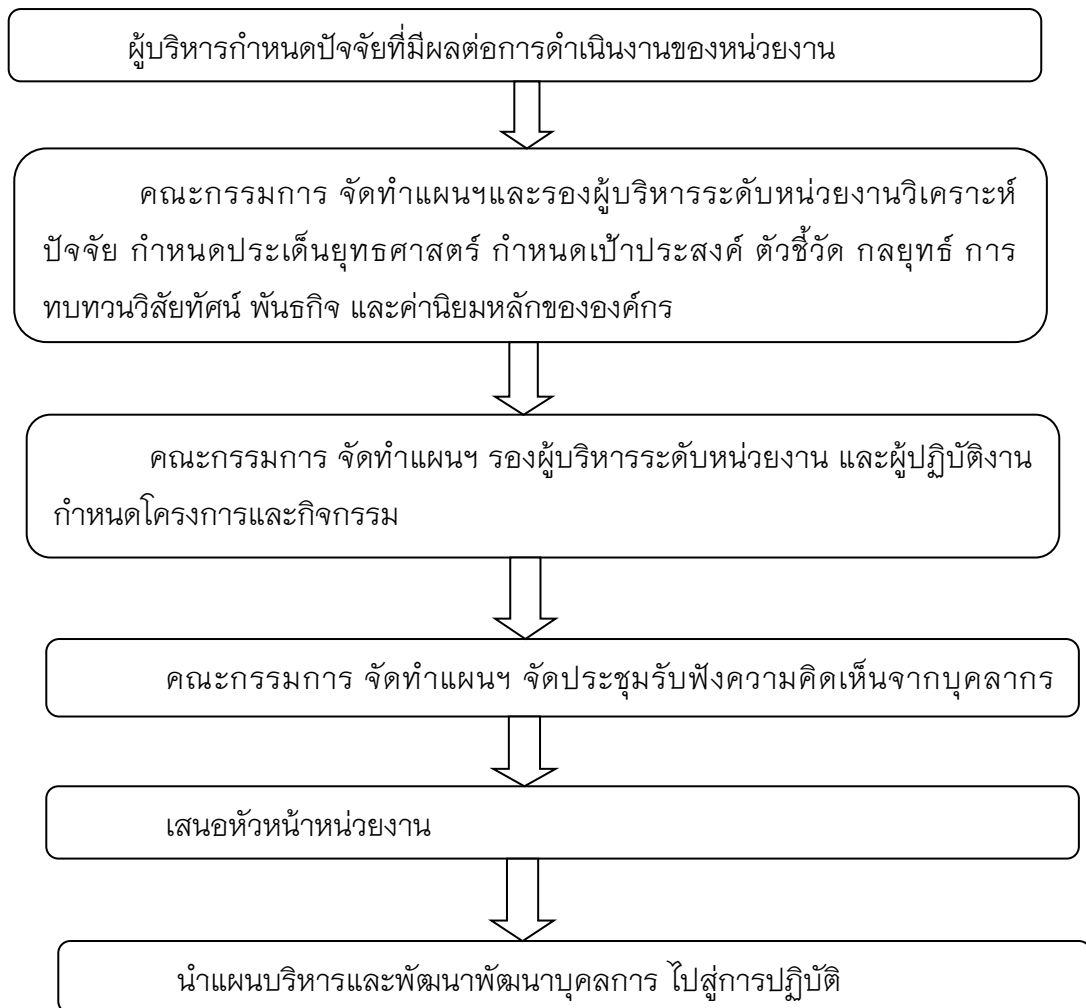 ผู้บริหารกำหนดปัจจัยที่มีผลต่อการดำเนินงานของหน่วยงาน
คณะกรรมการ จัดทำแผนฯและรองผู้บริหารระดับหน่วยงานวิเคราะห์
ปัจจัย กำหนดประเด็นยุทธศาสตร์ กำหนดเป้าประสงค์ ตัวชี้วัด กลยุทธ์ การ
ทบทวนวิสัยทัศน์ พันธกิจ และค่านิยมหลักขององค์กร
คณะกรรมการ จัดทำแผนฯ รองผู้บริหารระดับหน่วยงาน และผู้ปฏิบัติงาน
กำหนดโครงการและกิจกรรม
คณะกรรมการ จัดทำแผนฯ จัดประชุมรับฟังความคิดเห็นจากบุคลากร
เสนอหัวหน้าหน่วยงาน
นำแผนบริหารและพัฒนาพัฒนาบุคลการ ไปสู่การปฏิบัติ